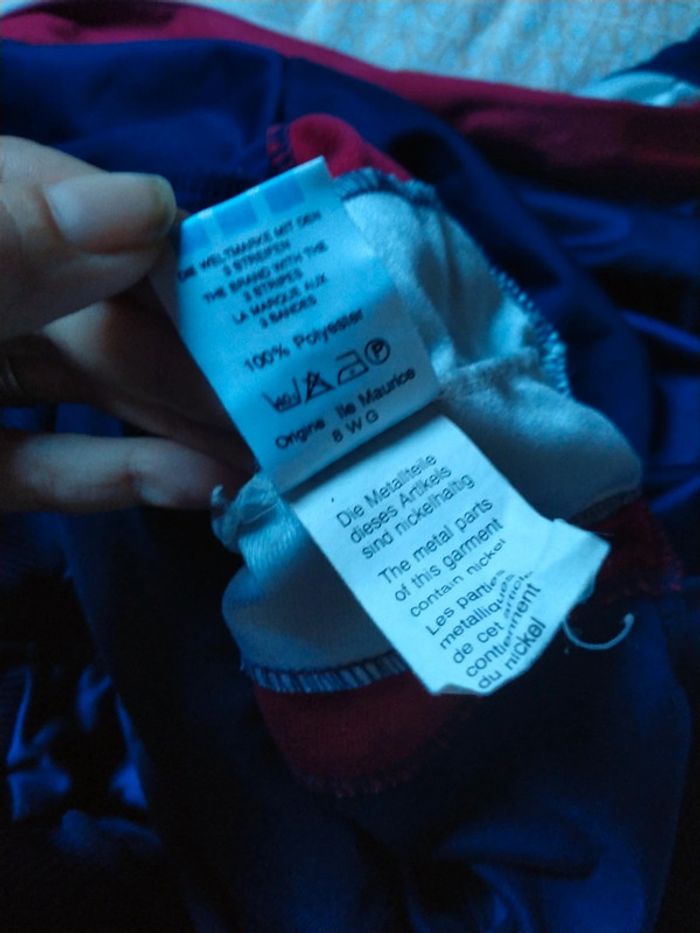 DIE WELTMARKE MIT DEN
3 STREIFEN
THE BRAND WITH THE
3 STRIPES
LA MARQUE AUX
3 BANDES
100% Polyester
P
Origine Ile Maurice
8 W G
Die Metallteile
dieses Artikels
sind nickelhaltig
The metal parts
of this garment
contain nickel
Les parties
métalliques
de cet article
contiennent
du nickel